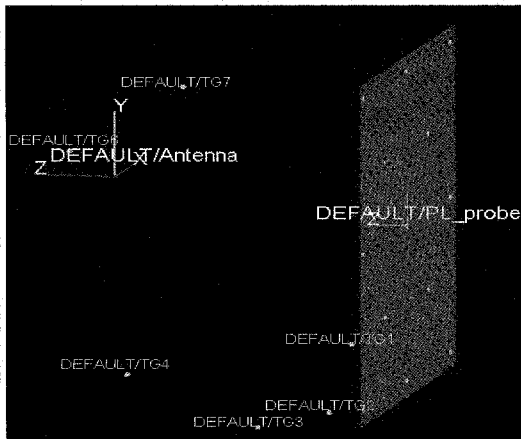 DEFAULT/TG7
Y
DEFAULT/TG6
DEFAULT/Antenna
X
Z
DEFAULT/PL_probe
Z
DEFAULT/TG1
DEFAULT/TG4
DEFAULT/TG2
DEFAULT/TG3